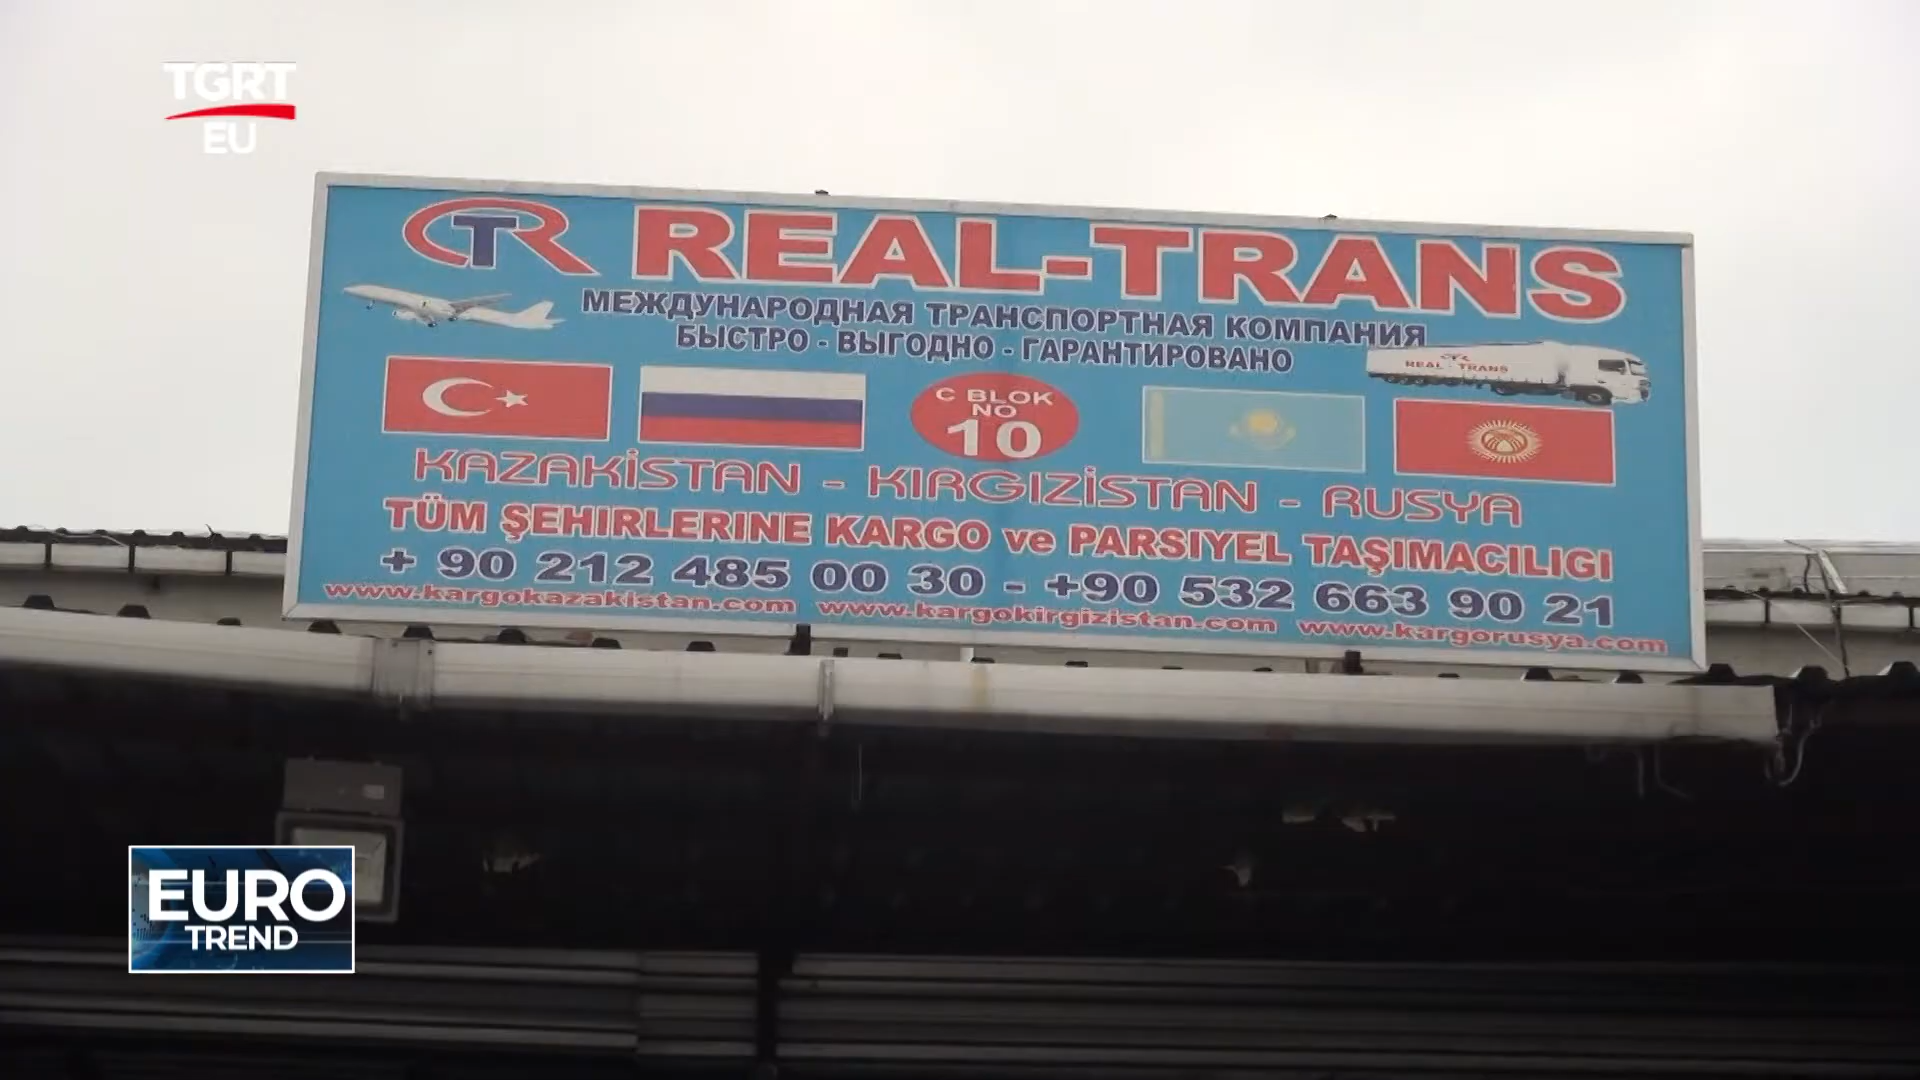 TGRT
EU
TR REAL-TRANS
МЕЖДУНАРОДНАЯ ТРАНСПОРТНАЯ КОМПАНИЯ
БЫСТРО - ВЫГОДНО - ГАРАНТИРОВАНО
REAL TRANS
C BLOK
NO
10
KAZAKİSTAN - KIRGIZİSTAN - RUSYA
TÜM ŞEHIRLERINE KARGO ve PARSIYEL TAŞIMACILIGI
+ 90 212 485 00 30 - +90 532 663 90 21
www.kargokazakistan.com www.kargokirgizistan.com www.kargorusya.com
EURO
TREND